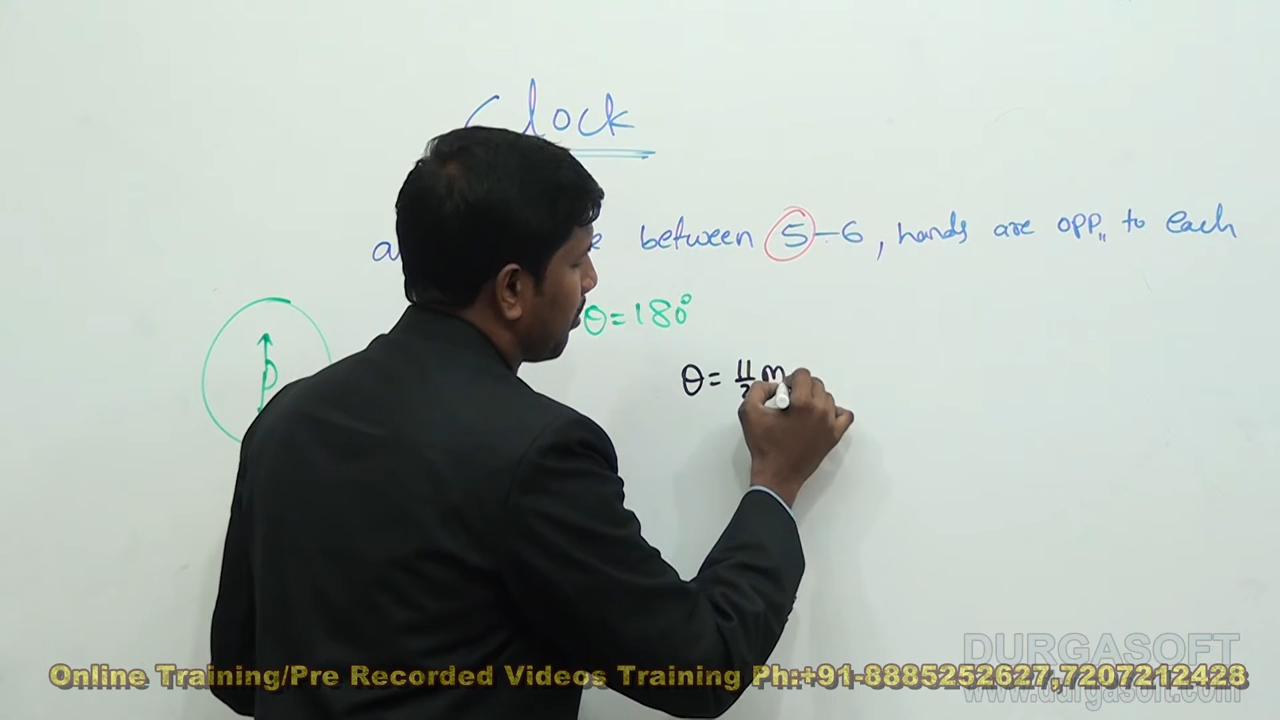 Clock
between 5-6, hands are opp. to each
θ = 180°
θ = 11/2 m
DURGASOFT
www.durgasoft.com
Online Training/Pre Recorded Videos Training Ph:+91-8885252627,7207212428